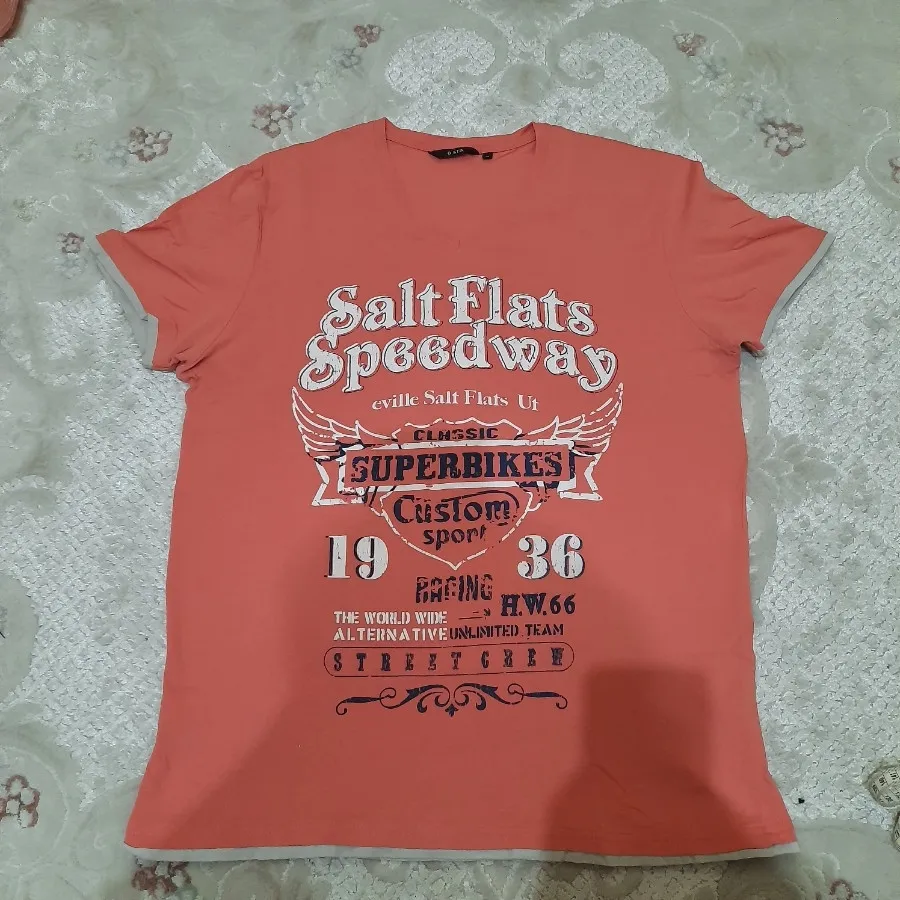 Salt Flats
Speedway
eville Salt Flats Ut
CLASSIC
SUPERBIKES
Custom
sport
19 36
RACING
H.W.66
THE WORLD WIDE
ALTERNATIVE UNLIMITED TEAM
STREET CREW